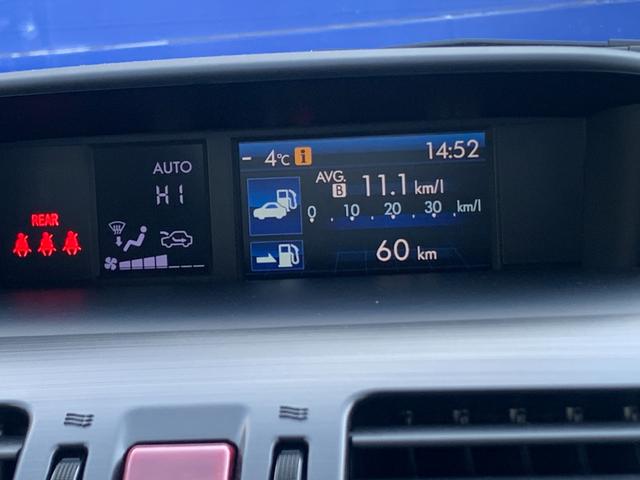 - 4°C i 14:52
AUTO
HI
AVG.
B 11.1 km/l
0 . 10 . 20 . 30 . km/l
REAR
60 km